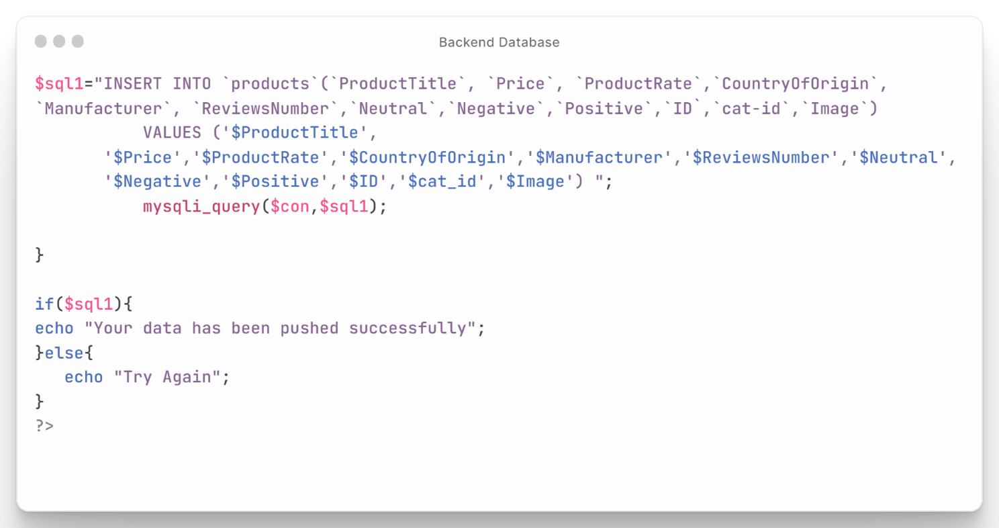 Backend Database
$sql1="INSERT INTO `products`(`ProductTitle`, `Price`, `ProductRate`,`CountryOfOrigin`,
`Manufacturer`, `ReviewsNumber`,`Neutral`,`Negative`,`Positive`,`ID`,`cat-id`,`Image`)
VALUES ('$ProductTitle',
'$Price','$ProductRate','$CountryOfOrigin','$Manufacturer','$ReviewsNumber','$Neutral',
'$Negative','$Positive','$ID','$cat_id','$Image') ";
mysqli_query($con,$sql1);
}
if($sql1){
echo "Your data has been pushed successfully";
}else{
echo "Try Again";
}
?>